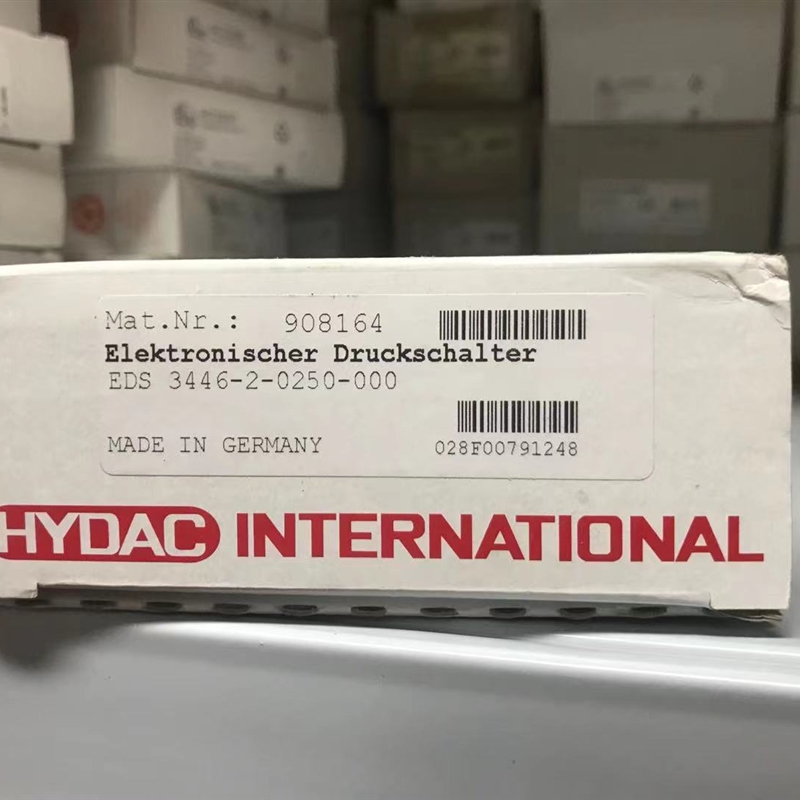 Mat.Nr.: 908164
Elektronischer Druckschalter
EDS 3446-2-0250-000
MADE IN GERMANY 028F00791248
HYDAC INTERNATIONAL